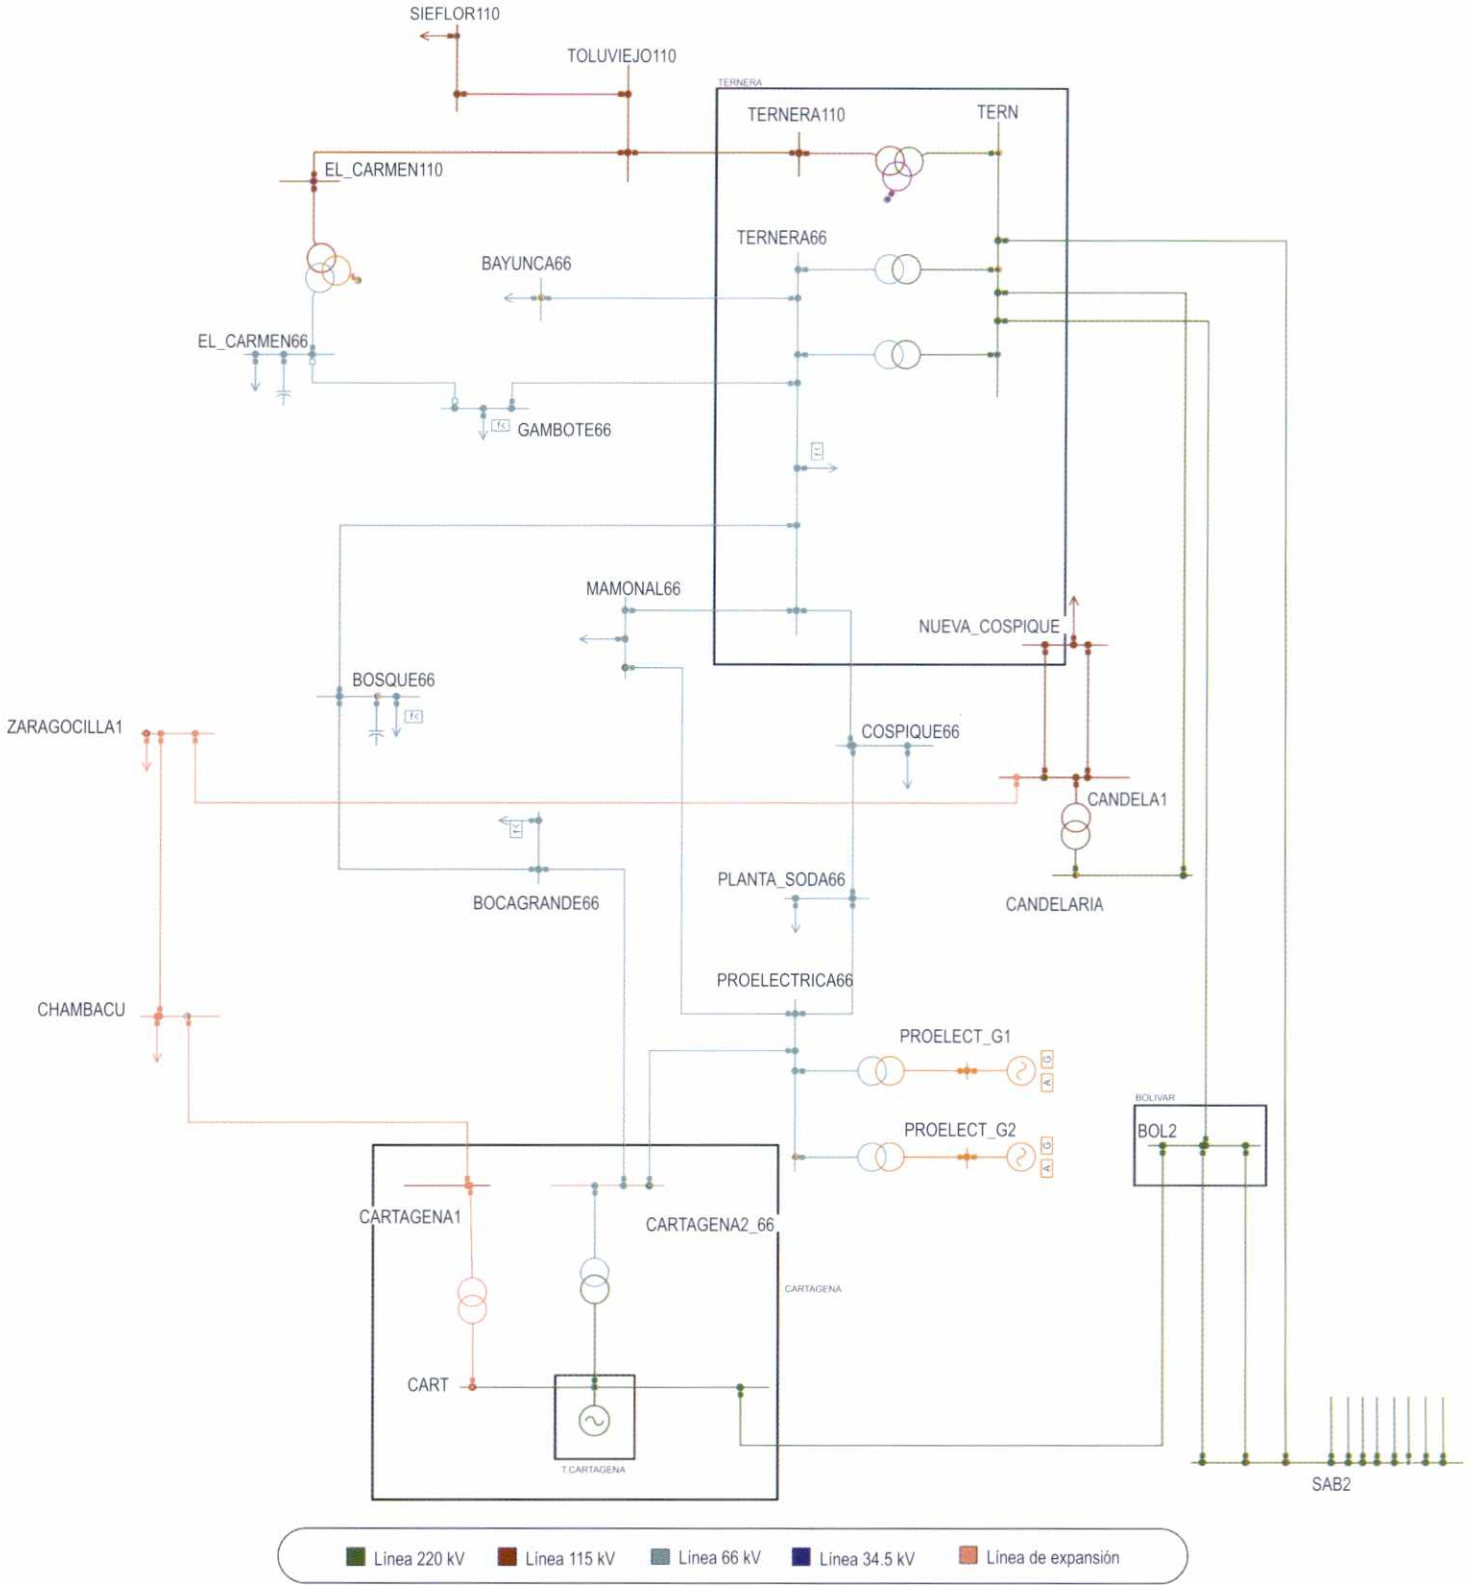 SIEFLOR110
TOLUVIEJO110
TERNERA
TERNERA110
TERN
EL_CARMEN110
TERNERA66
BAYUNCA66
EL_CARMEN66
f<
GAMBOTE66
f<
MAMONAL66
NUEVA_COSPIQUE
BOSQUE66
f<
ZARAGOCILLA1
COSPIQUE66
CANDELA1
f<
PLANTA_SODA66
BOCAGRANDE66
CANDELARIA
PROELECTRICA66
CHAMBACU
PROELECT_G1
G
A
BOLIVAR
PROELECT_G2
BOL2
G
A
CARTAGENA1
CARTAGENA2_66
CARTAGENA
CART
T.CARTAGENA
SAB2
Línea 220 kV
Línea 115 kV
Línea 66 kV
Línea 34.5 kV
Línea de expansión